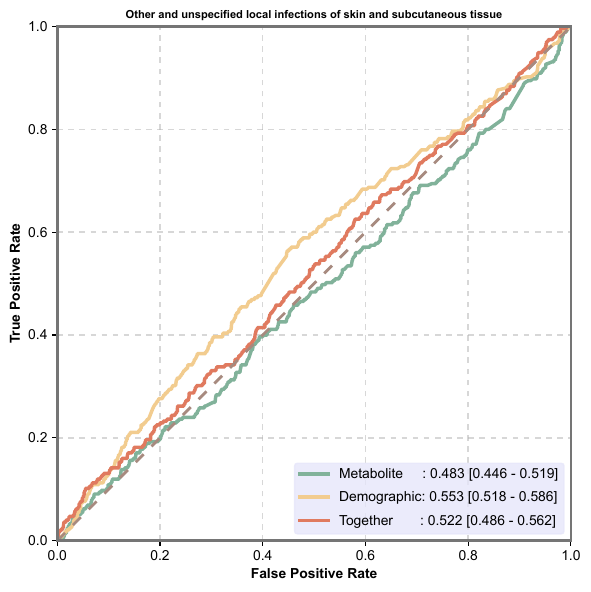 Other and unspecified local infections of skin and subcutaneous tissue
1.0
0.8
0.6
0.4
0.2
0.0
True Positive Rate
Metabolite : 0.483 [0.446 - 0.519]
Demographic: 0.553 [0.518 - 0.586]
Together : 0.522 [0.486 - 0.562]
0.0 0.2 0.4 0.6 0.8 1.0
False Positive Rate